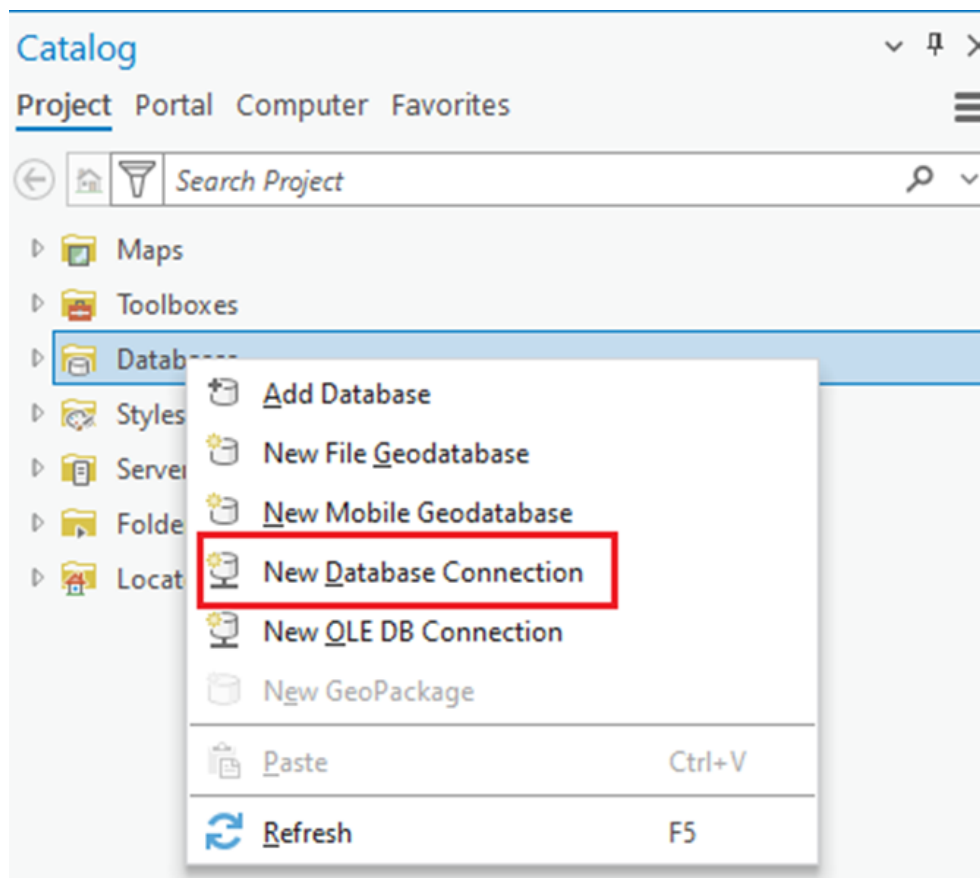 Catalog
Project Portal Computer Favorites
Search Project
Maps
Toolboxes
Styles
Add Database
New File Geodatabase
New Mobile Geodatabase
New Database Connection
New OLE DB Connection
New GeoPackage
Paste Ctrl+V
Refresh F5